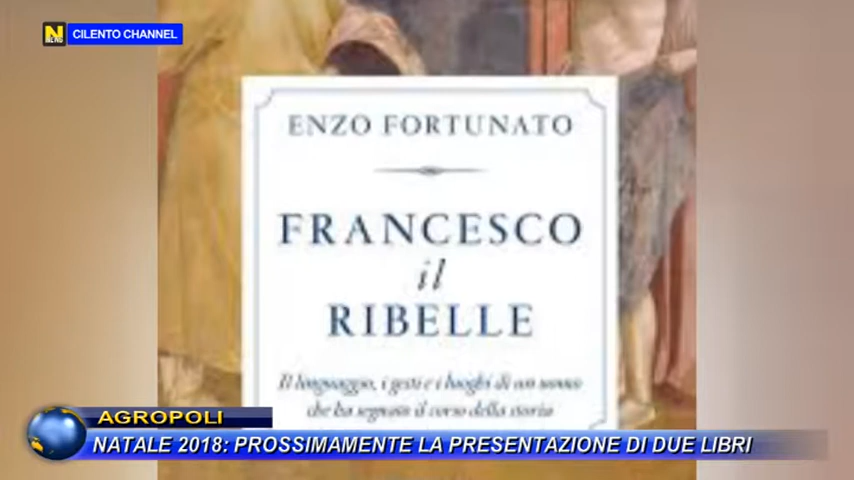 CILENTO CHANNEL
ENZO FORTUNATO
FRANCESCO
il
RIBELLE
Il linguaggio, i gesti e i luoghi di un uomo
che ha segnato il corso della storia
AGROPOLI
NATALE 2018: PROSSIMAMENTE LA PRESENTAZIONE DI DUE LIBRI